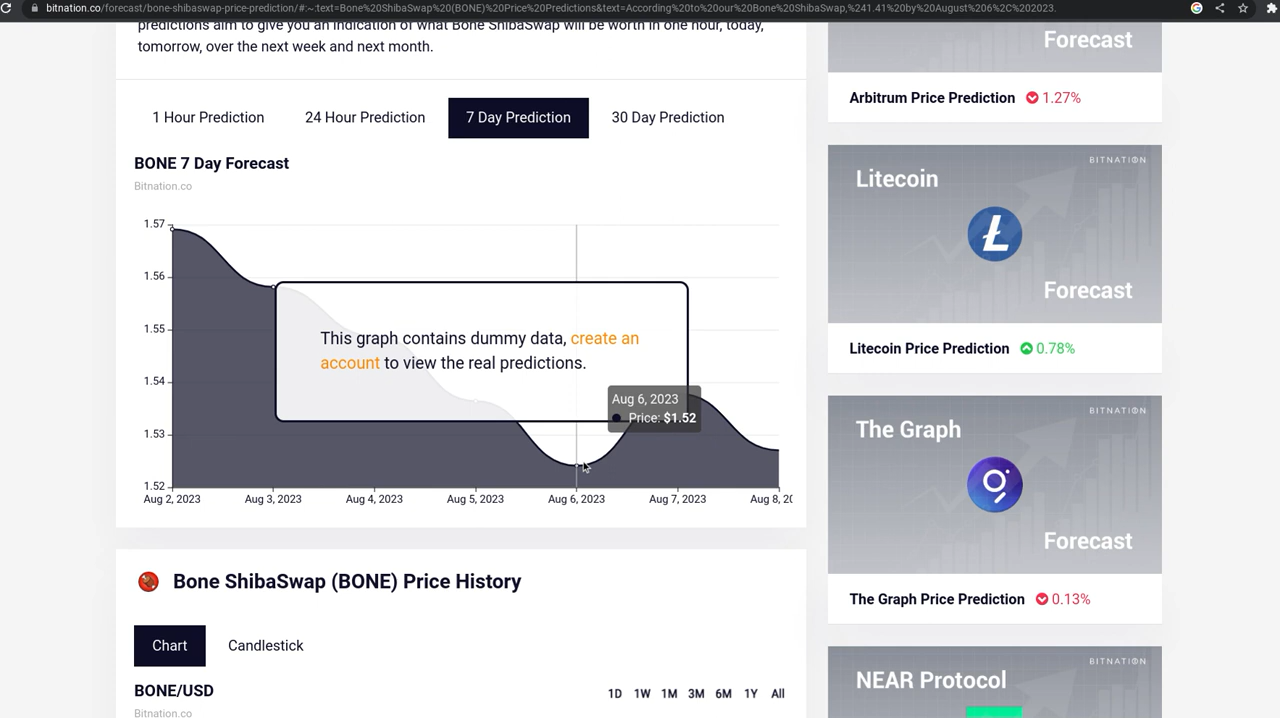 bitnation.co/forecast/bone-shibaswap-price-prediction/#:~:text=Bone%20ShibaSwap%20(BONE)%20Price%20Predictions&text=According%20to%20our%20Bone%20ShibaSwap,%241.41%20by%20August%206%2C%202023.
predictions aim to give you an indication of what Bone ShibaSwap will be worth in one hour, today,
tomorrow, over the next week and next month.
1 Hour Prediction 24 Hour Prediction 7 Day Prediction 30 Day Prediction
BONE 7 Day Forecast
Bitnation.co
1.57
1.56
1.55
1.54
1.53
1.52
This graph contains dummy data, create an
account to view the real predictions.
Aug 6, 2023
Price: $1.52
Aug 2, 2023 Aug 3, 2023 Aug 4, 2023 Aug 5, 2023 Aug 6, 2023 Aug 7, 2023 Aug 8, 20
Bone ShibaSwap (BONE) Price History
Chart Candlestick
BONE/USD
1D 1W 1M 3M 6M 1Y All
Bitnation.co
Forecast
Arbitrum Price Prediction 1.27%
BITNATION
Litecoin
Forecast
Litecoin Price Prediction 0.78%
BITNATION
The Graph
Forecast
The Graph Price Prediction 0.13%
BITNATION
NEAR Protocol